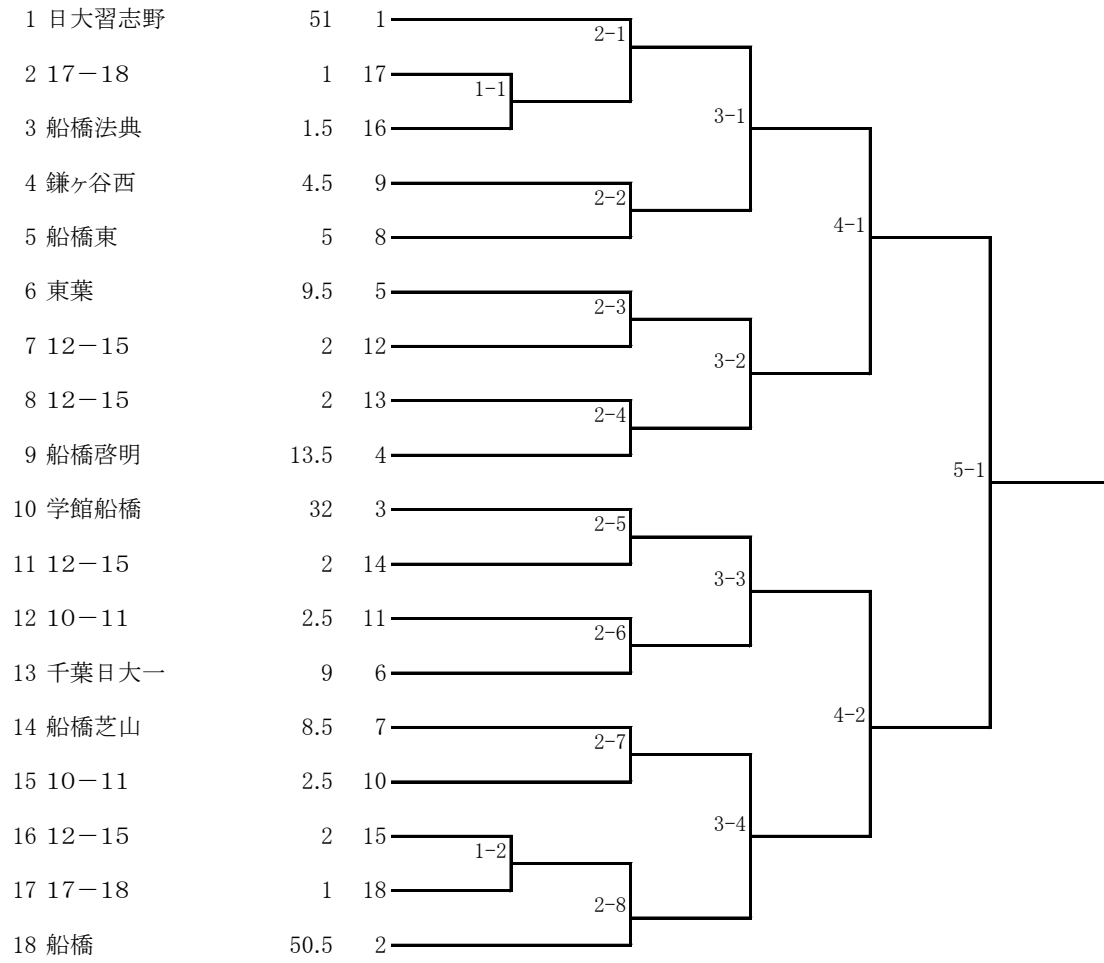 1 日大習志野 51 1
2-1
2 17－18 1 17
1-1
3 船橋法典 1.5 16
3-1
4 鎌ヶ谷西 4.5 9
2-2
4-1
5 船橋東 5 8
6 東葉 9.5 5
2-3
7 12－15 2 12
3-2
8 12－15 2 13
2-4
9 船橋啓明 13.5 4
5-1
10 学館船橋 32 3
2-5
11 12－15 2 14
3-3
12 10－11 2.5 11
2-6
13 千葉日大一 9 6
4-2
14 船橋芝山 8.5 7
2-7
15 10－11 2.5 10
3-4
16 12－15 2 15
1-2
17 17－18 1 18
2-8
18 船橋 50.5 2